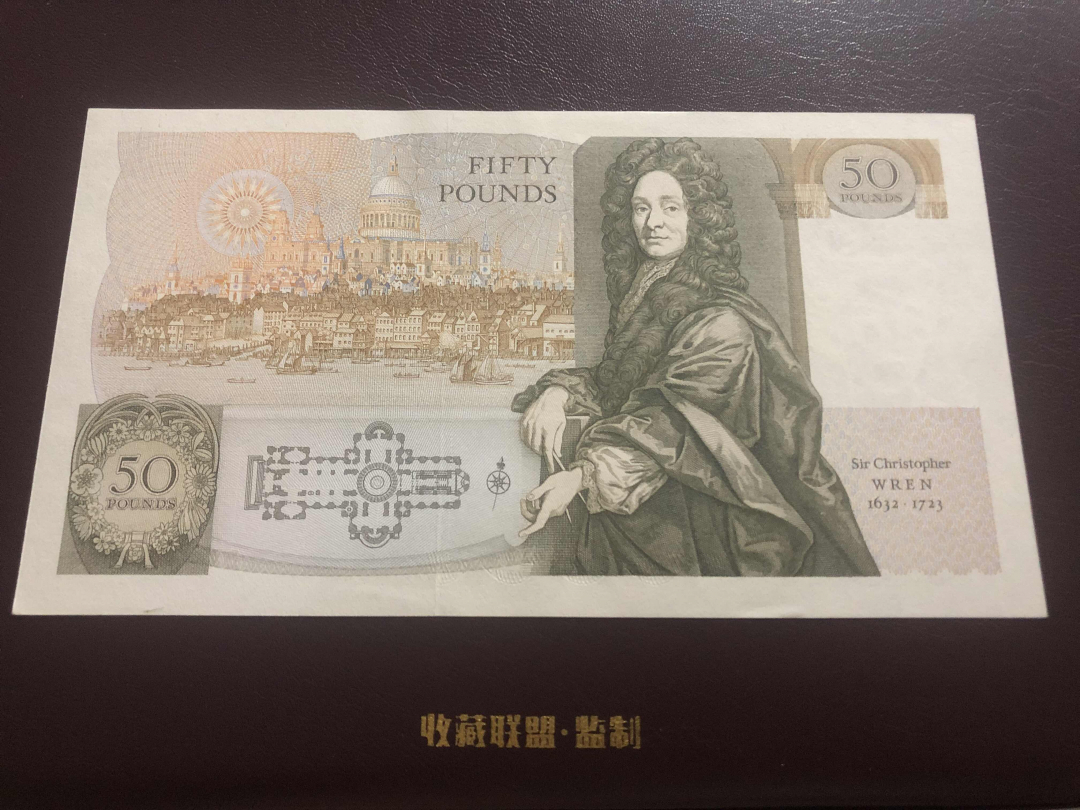 FIFTY
POUNDS
50
POUNDS
50
POUNDS
Sir Christopher
WREN
1632 · 1723
收藏联盟·监制